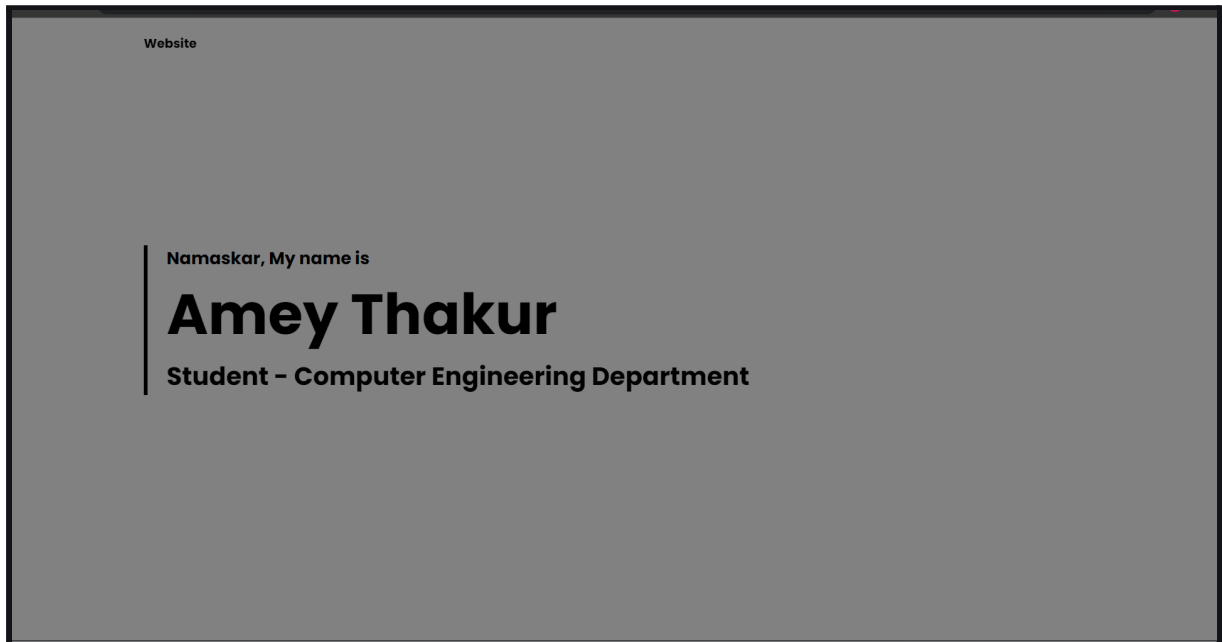 Website
Namaskar, My name is
Amey Thakur
Student - Computer Engineering Department